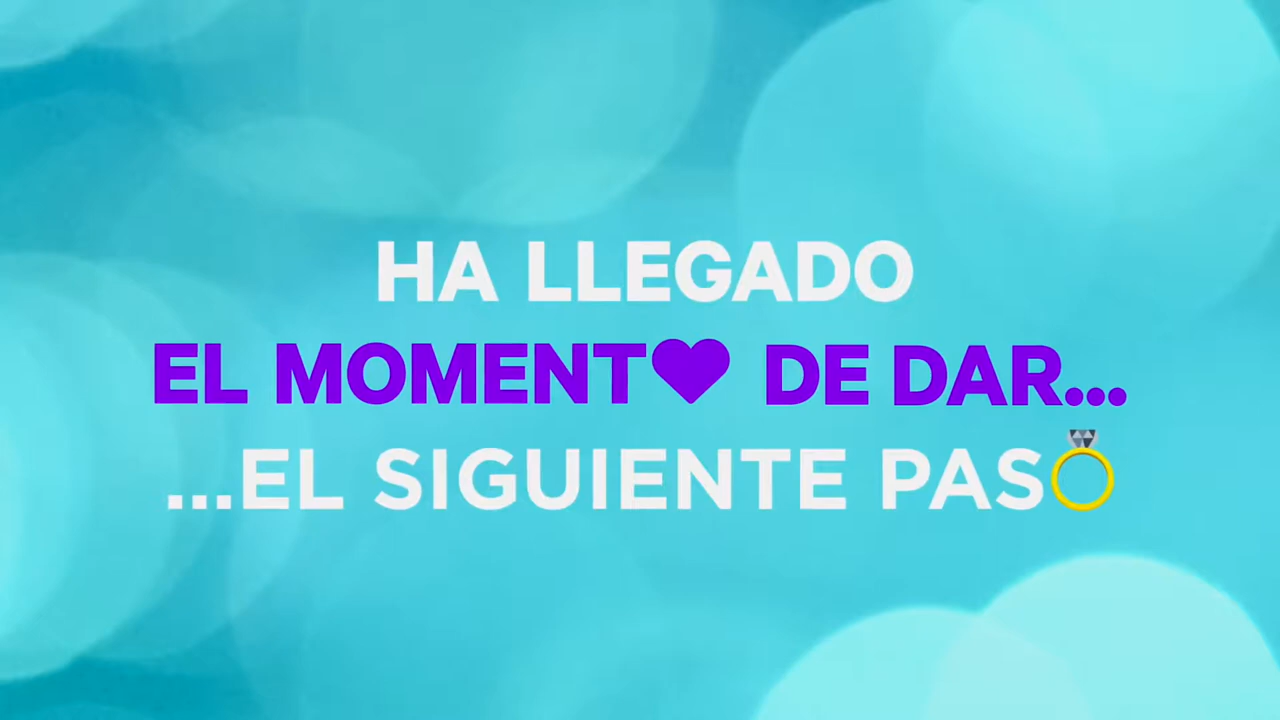 HA LLEGADO
EL MOMENT💜 DE DAR...
...EL SIGUIENTE PAS💍